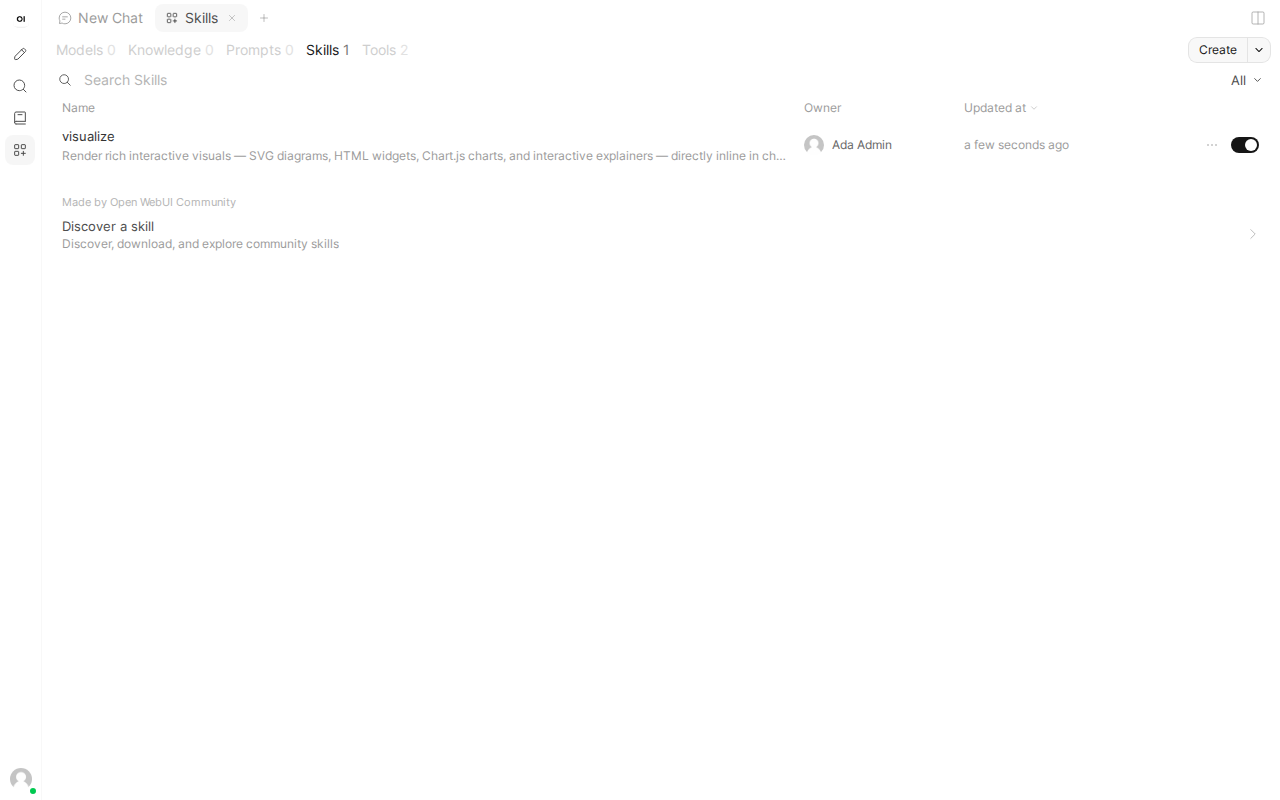 OI
New Chat
Skills
Models 0 Knowledge 0 Prompts 0 Skills 1 Tools 2
Create
Search Skills
All
Name Owner Updated at
visualize
Render rich interactive visuals — SVG diagrams, HTML widgets, Chart.js charts, and interactive explainers — directly inline in ch...
Ada Admin
a few seconds ago
Made by Open WebUI Community
Discover a skill
Discover, download, and explore community skills